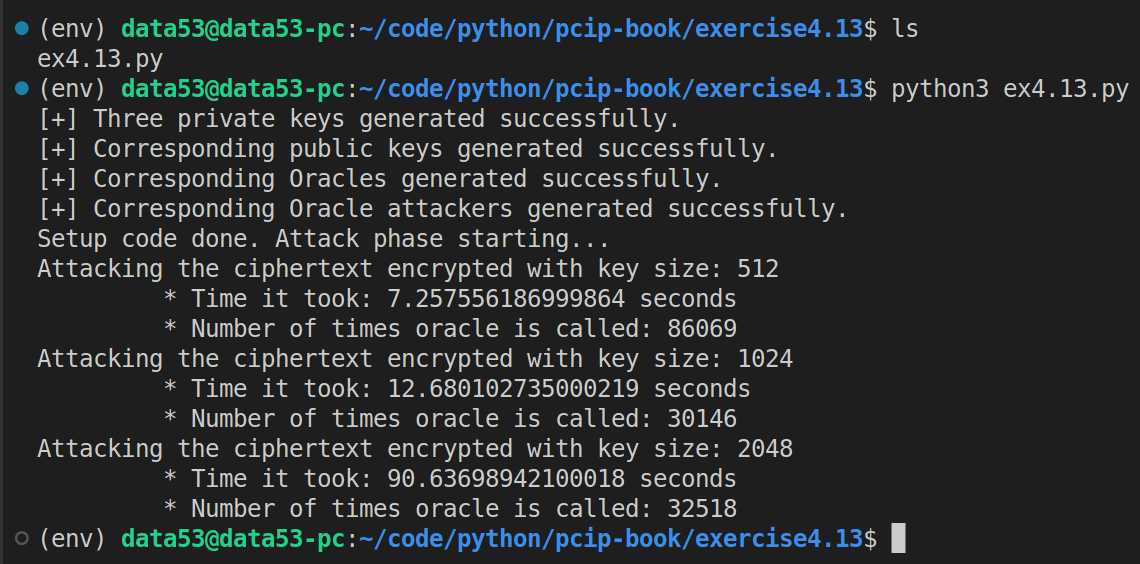 (env) data53@data53-pc:~/code/python/pcip-book/exercise4.13$ ls
ex4.13.py
(env) data53@data53-pc:~/code/python/pcip-book/exercise4.13$ python3 ex4.13.py
[+] Three private keys generated successfully.
[+] Corresponding public keys generated successfully.
[+] Corresponding Oracles generated successfully.
[+] Corresponding Oracle attackers generated successfully.
Setup code done. Attack phase starting...
Attacking the ciphertext encrypted with key size: 512
* Time it took: 7.257556186999864 seconds
* Number of times oracle is called: 86069
Attacking the ciphertext encrypted with key size: 1024
* Time it took: 12.680102735000219 seconds
* Number of times oracle is called: 30146
Attacking the ciphertext encrypted with key size: 2048
* Time it took: 90.63698942100018 seconds
* Number of times oracle is called: 32518
(env) data53@data53-pc:~/code/python/pcip-book/exercise4.13$